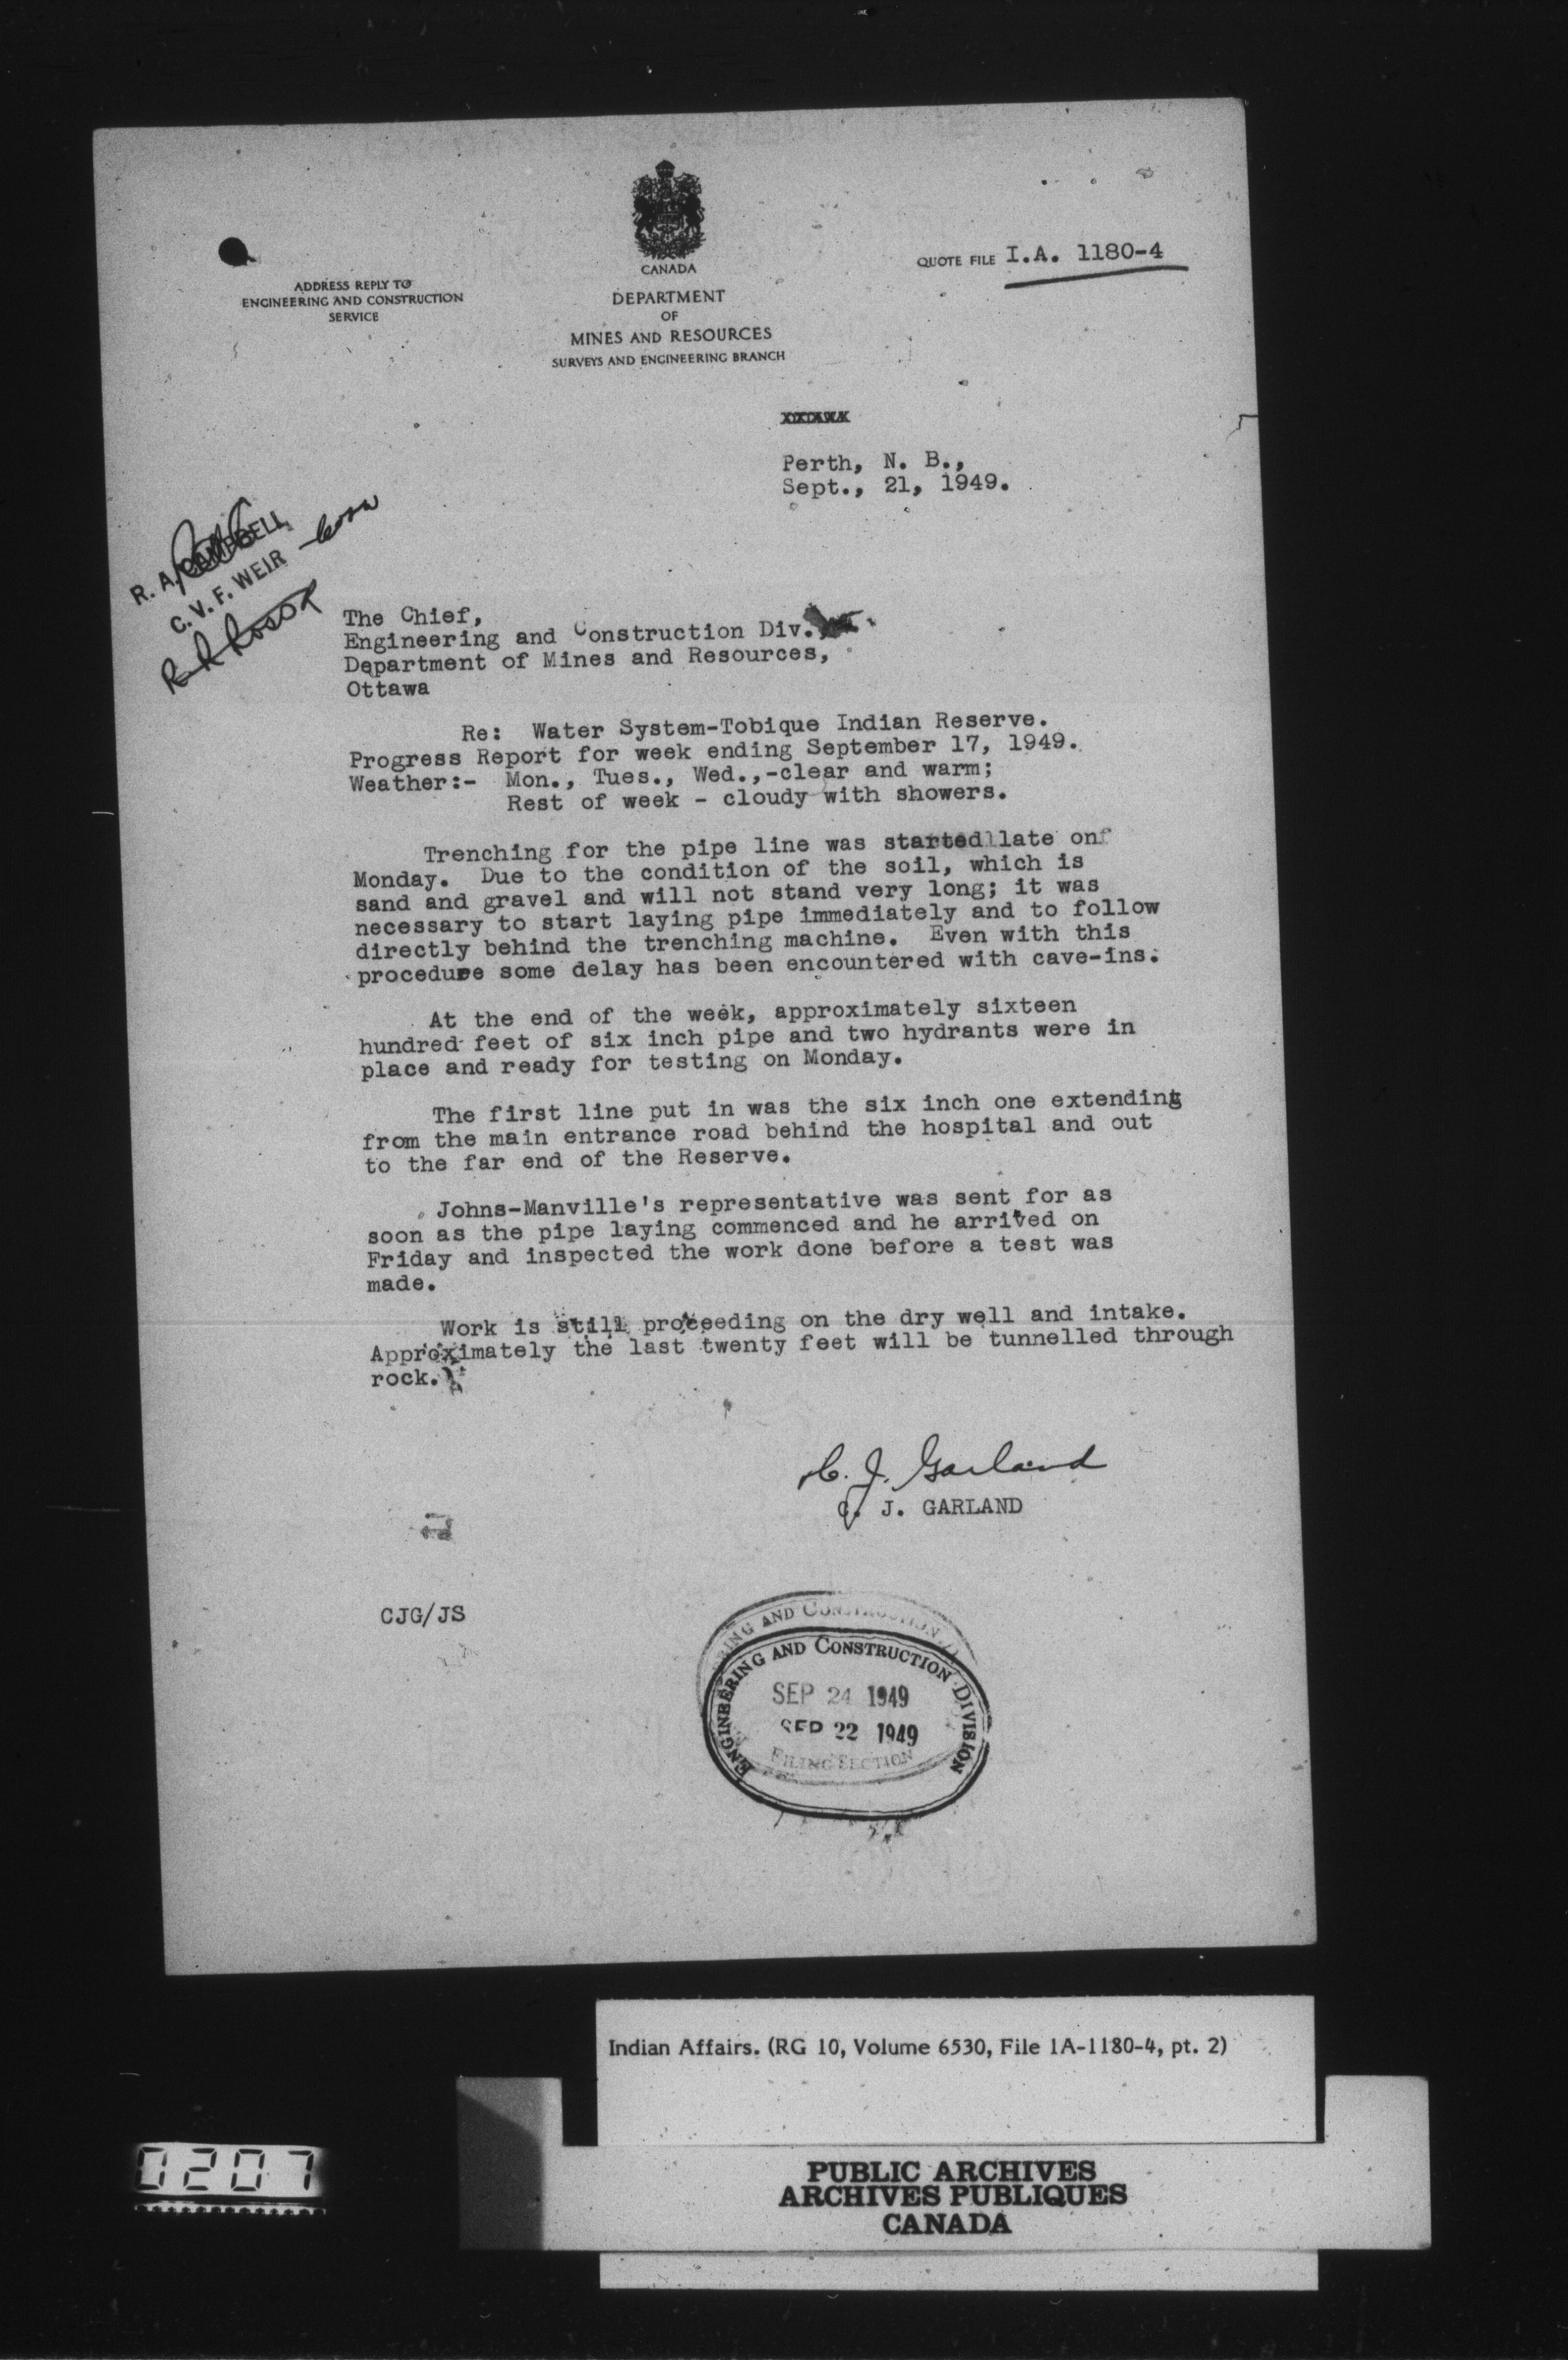 CANADA
DEPARTMENT
OF
MINES AND RESOURCES
SURVEYS AND ENGINEERING BRANCH
ADDRESS REPLY TO
ENGINEERING AND CONSTRUCTION
SERVICE
QUOTE FILE I.A. 1180-4
Perth, N. B.,
Sept., 21, 1949.
R. A. CAMPBELL
C. V. F. WEIR
The Chief,
Engineering and Construction Div.
Department of Mines and Resources,
Ottawa
Re: Water System-Tobique Indian Reserve.
Progress Report for week ending September 17, 1949.
Weather:- Mon., Tues., Wed.,-clear and warm;
Rest of week - cloudy with showers.
Trenching for the pipe line was started late on
Monday. Due to the condition of the soil, which is
sand and gravel and will not stand very long; it was
necessary to start laying pipe immediately and to follow
directly behind the trenching machine. Even with this
procedure some delay has been encountered with cave-ins.
At the end of the week, approximately sixteen
hundred feet of six inch pipe and two hydrants were in
place and ready for testing on Monday.
The first line put in was the six inch one extending
from the main entrance road behind the hospital and out
to the far end of the Reserve.
Johns-Manville's representative was sent for as
soon as the pipe laying commenced and he arrived on
Friday and inspected the work done before a test was
made.
Work is still proceeding on the dry well and intake.
Approximately the last twenty feet will be tunnelled through
rock.
C. J. Garland
C. J. GARLAND
CJG/JS
ENGINEERING AND CONSTRUCTION DIVISION
SEP 24 1949
SEP 22 1949
FILING SECTION
Indian Affairs. (RG 10, Volume 6530, File 1A-1180-4, pt. 2)
0207
PUBLIC ARCHIVES
ARCHIVES PUBLIQUES
CANADA